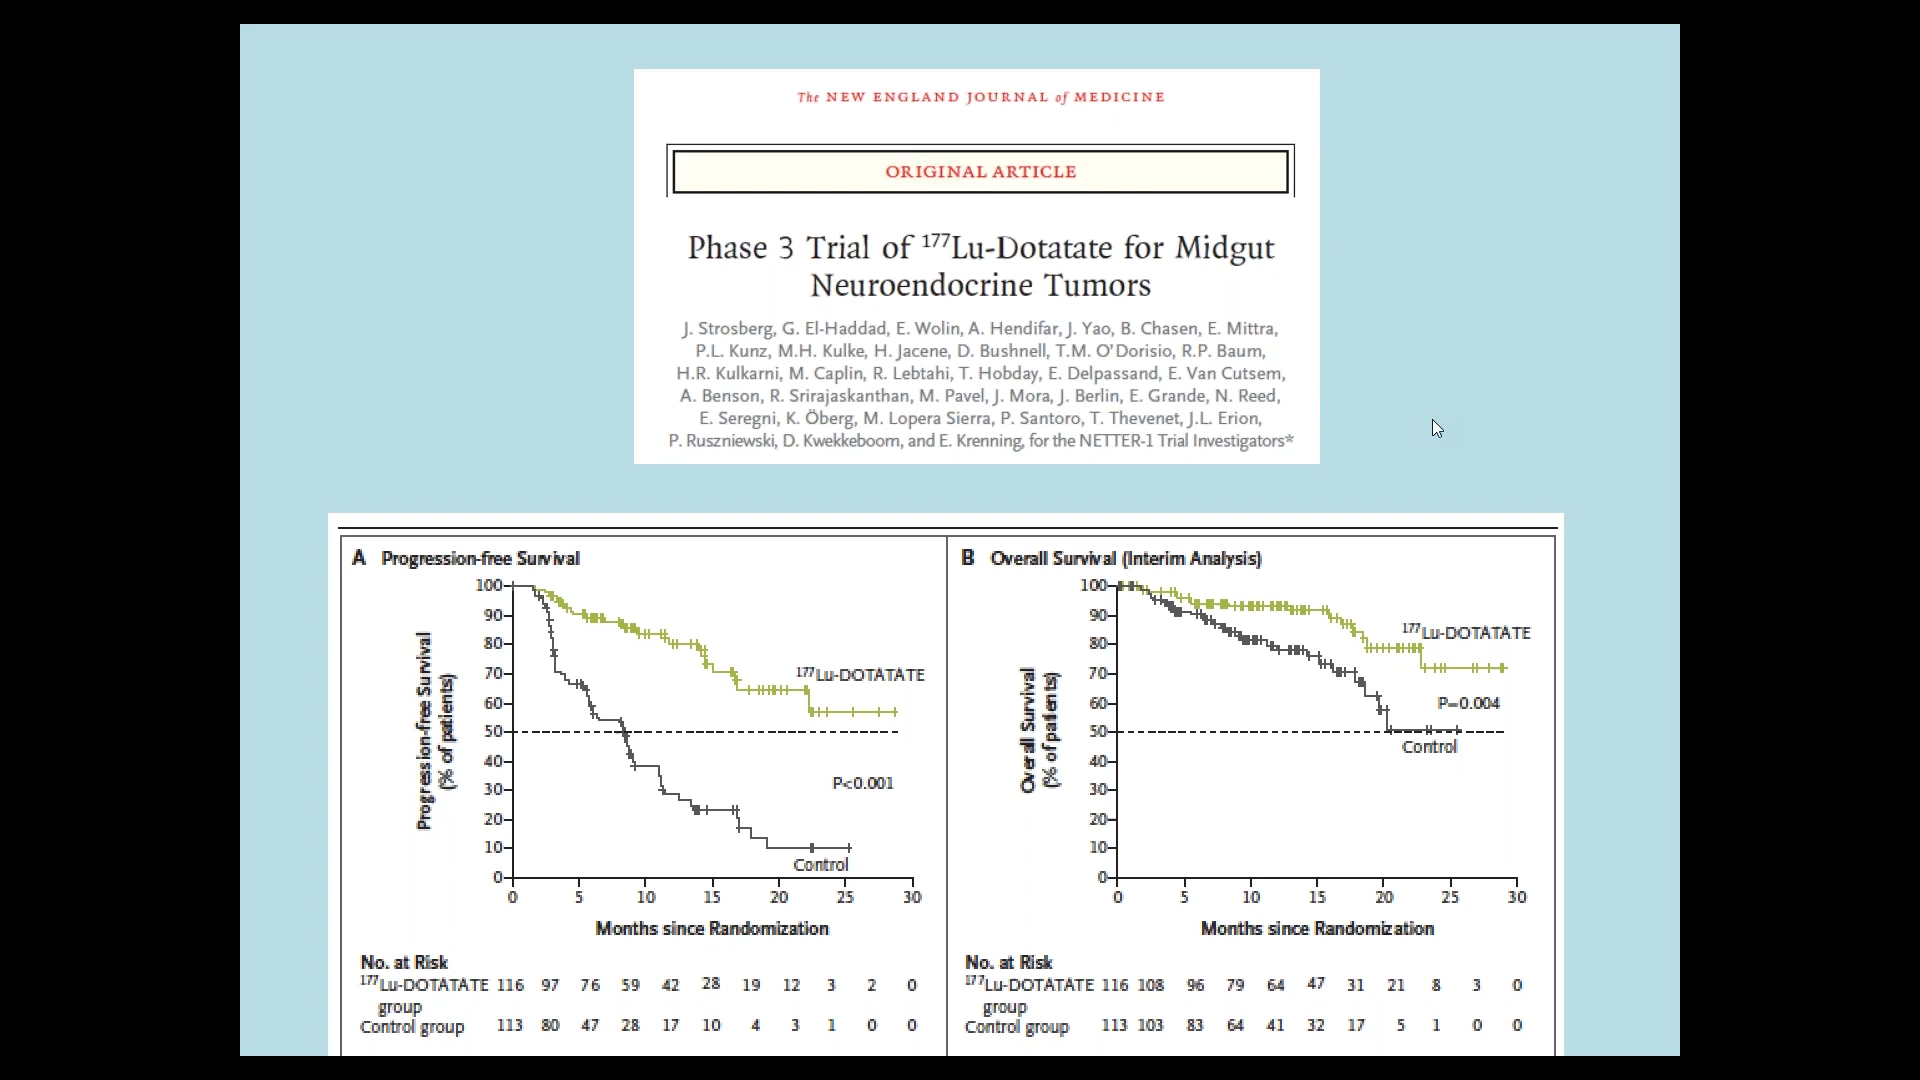 The NEW ENGLAND JOURNAL of MEDICINE
ORIGINAL ARTICLE
Phase 3 Trial of ¹⁷⁷Lu-Dotatate for Midgut
Neuroendocrine Tumors
J. Strosberg, G. El-Haddad, E. Wolin, A. Hendifar, J. Yao, B. Chasen, E. Mittra,
P.L. Kunz, M.H. Kulke, H. Jacene, D. Bushnell, T.M. O'Dorisio, R.P. Baum,
H.R. Kulkarni, M. Caplin, R. Lebtahi, T. Hobday, E. Delpassand, E. Van Cutsem,
A. Benson, R. Srirajaskanthan, M. Pavel, J. Mora, J. Berlin, E. Grande, N. Reed,
E. Seregni, K. Öberg, M. Lopera Sierra, P. Santoro, T. Thevenet, J.L. Erion,
P. Ruszniewski, D. Kwekkeboom, and E. Krenning, for the NETTER-1 Trial Investigators*
A Progression-free Survival
Progression-free Survival
(% of patients)
100
90
80
70
60
50
40
30
20
10
0
¹⁷⁷Lu-DOTATATE
P<0.001
Control
0 5 10 15 20 25 30
Months since Randomization
No. at Risk
¹⁷⁷Lu-DOTATATE 116 97 76 59 42 28 19 12 3 2 0
group
Control group 113 80 47 28 17 10 4 3 1 0 0
B Overall Survival (Interim Analysis)
Overall Survival
(% of patients)
100
90
80
70
60
50
40
30
20
10
0
¹⁷⁷Lu-DOTATATE
P=0.004
Control
0 5 10 15 20 25 30
Months since Randomization
No. at Risk
¹⁷⁷Lu-DOTATATE 116 108 96 79 64 47 31 21 8 3 0
group
Control group 113 103 83 64 41 32 17 5 1 0 0